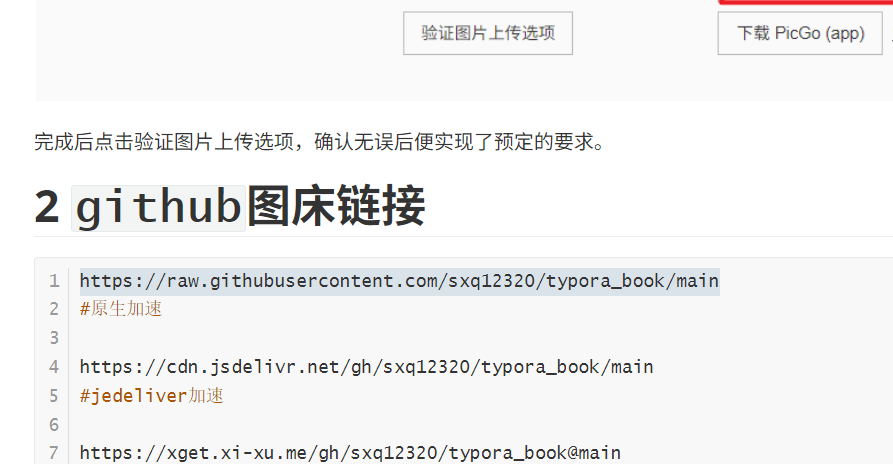 验证图片上传选项
下载 PicGo (app)
完成后点击验证图片上传选项，确认无误后便实现了预定的要求。
2 github图床链接
1 https://raw.githubusercontent.com/sxq12320/typora_book/main
2 #原生加速
3
4 https://cdn.jsdelivr.net/gh/sxq12320/typora_book/main
5 #jedeliver加速
6
7 https://xget.xi-xu.me/gh/sxq12320/typora_book@main